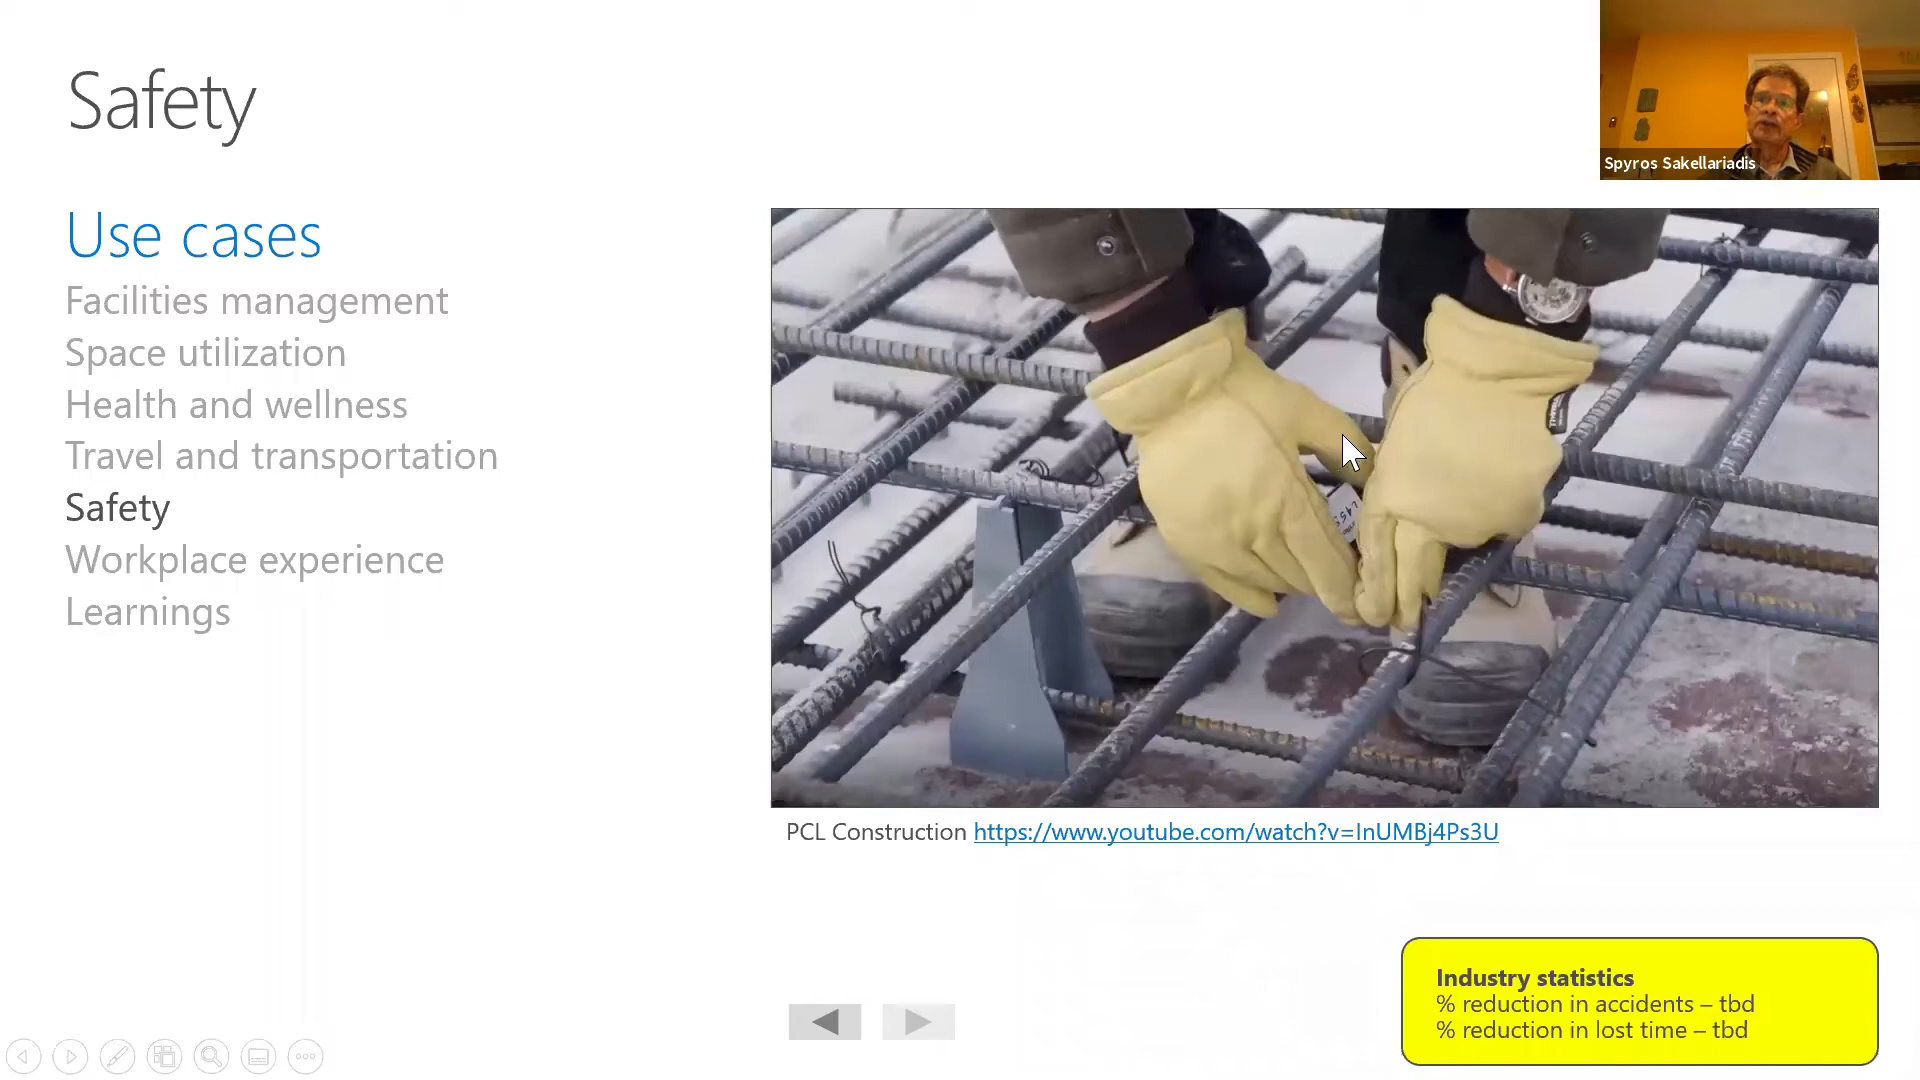 Safety
Spyros Sakellariadis
Use cases
Facilities management
Space utilization
Health and wellness
Travel and transportation
Safety
Workplace experience
Learnings
PCL Construction https://www.youtube.com/watch?v=InUMBj4Ps3U
Industry statistics
% reduction in accidents – tbd
% reduction in lost time – tbd